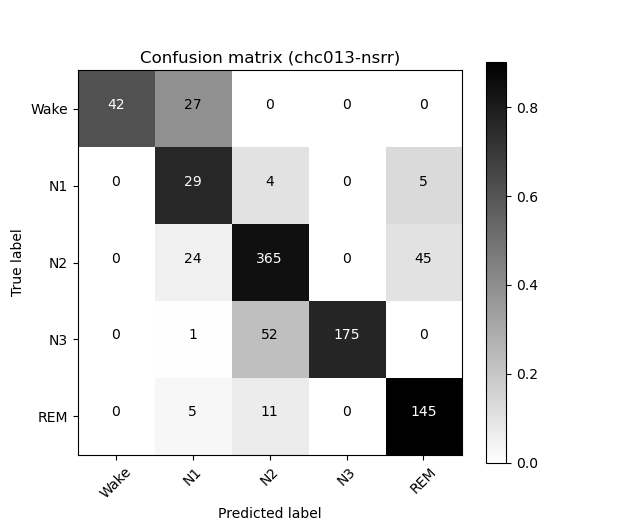 Confusion matrix (chc013-nsrr)
Wake 42 27 0 0 0
N1 0 29 4 0 5
N2 0 24 365 0 45
N3 0 1 52 175 0
REM 0 5 11 0 145
Wake N1 N2 N3 REM
Predicted label
True label
0.8
0.6
0.4
0.2
0.0